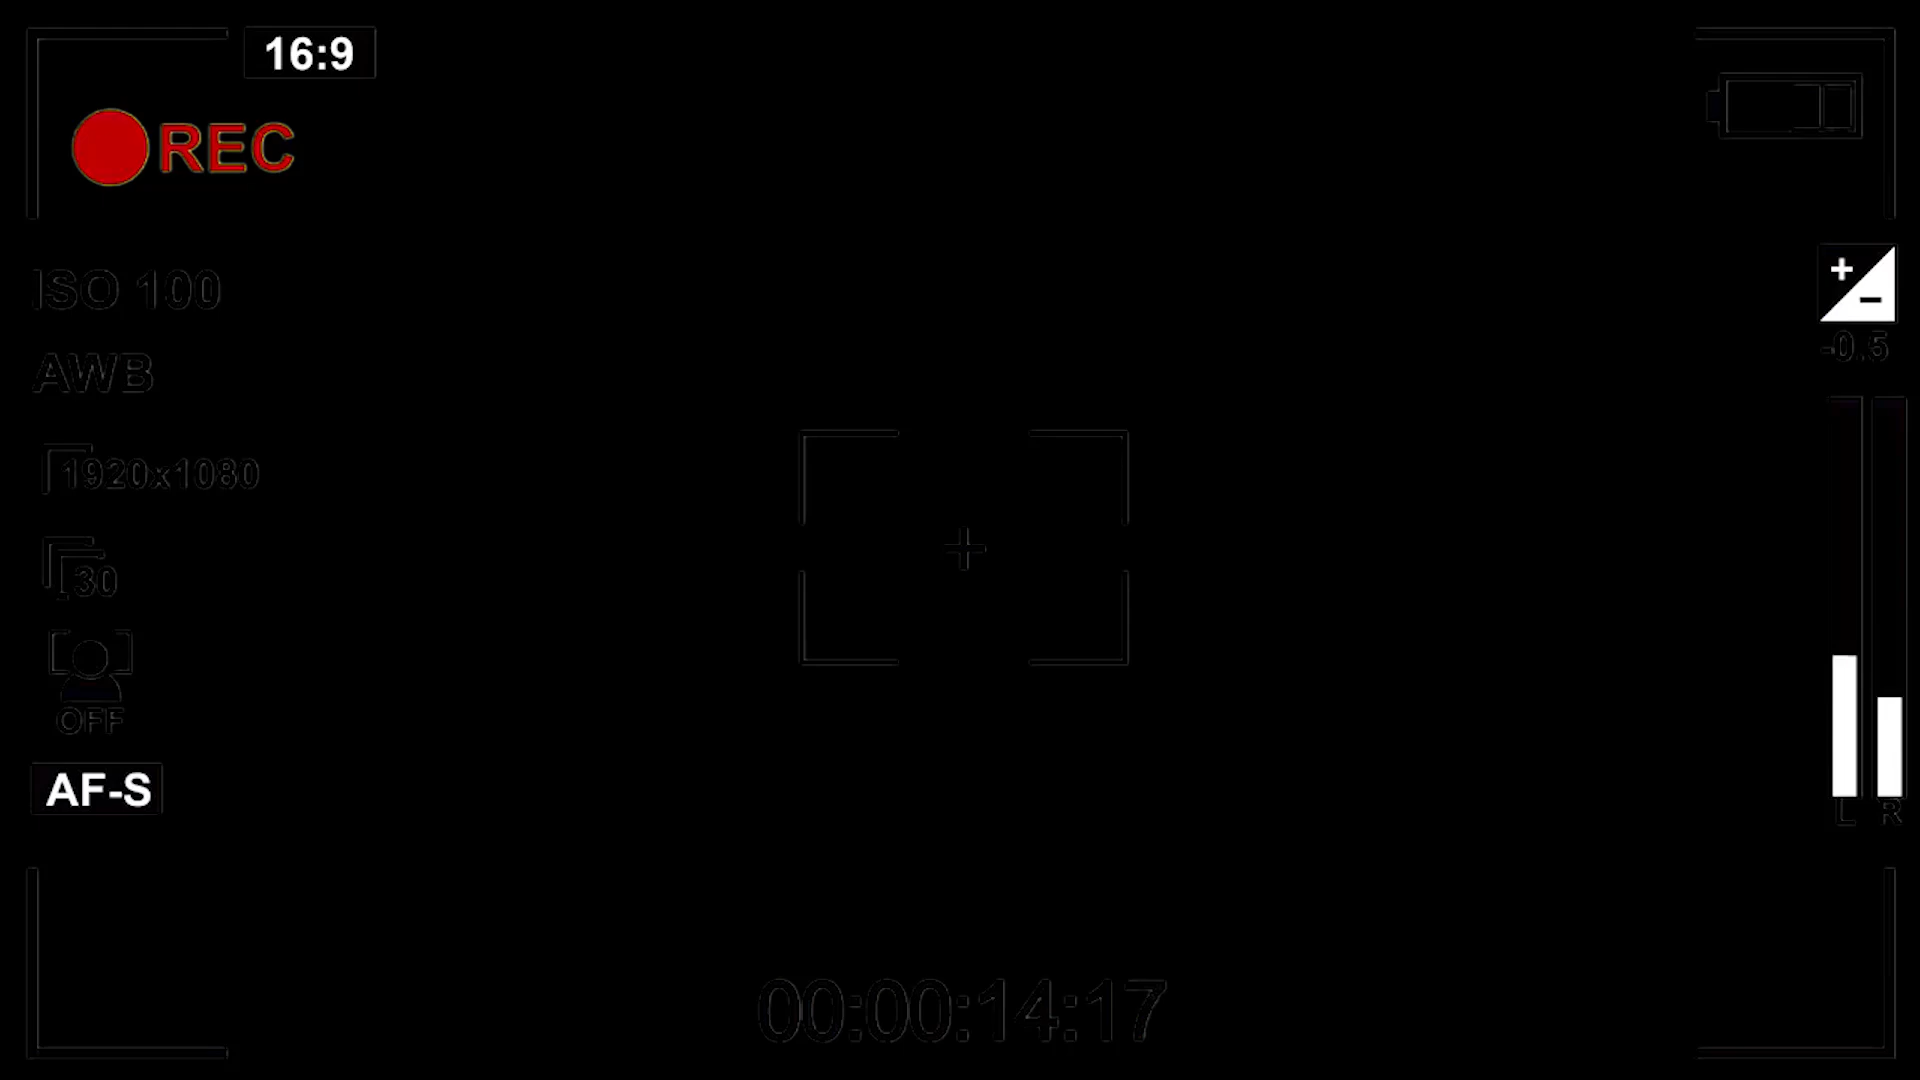 16:9
REC
ISO 100
AWB
-0.5
1920x1080
30
OFF
AF-S
L R
00:00:14:17